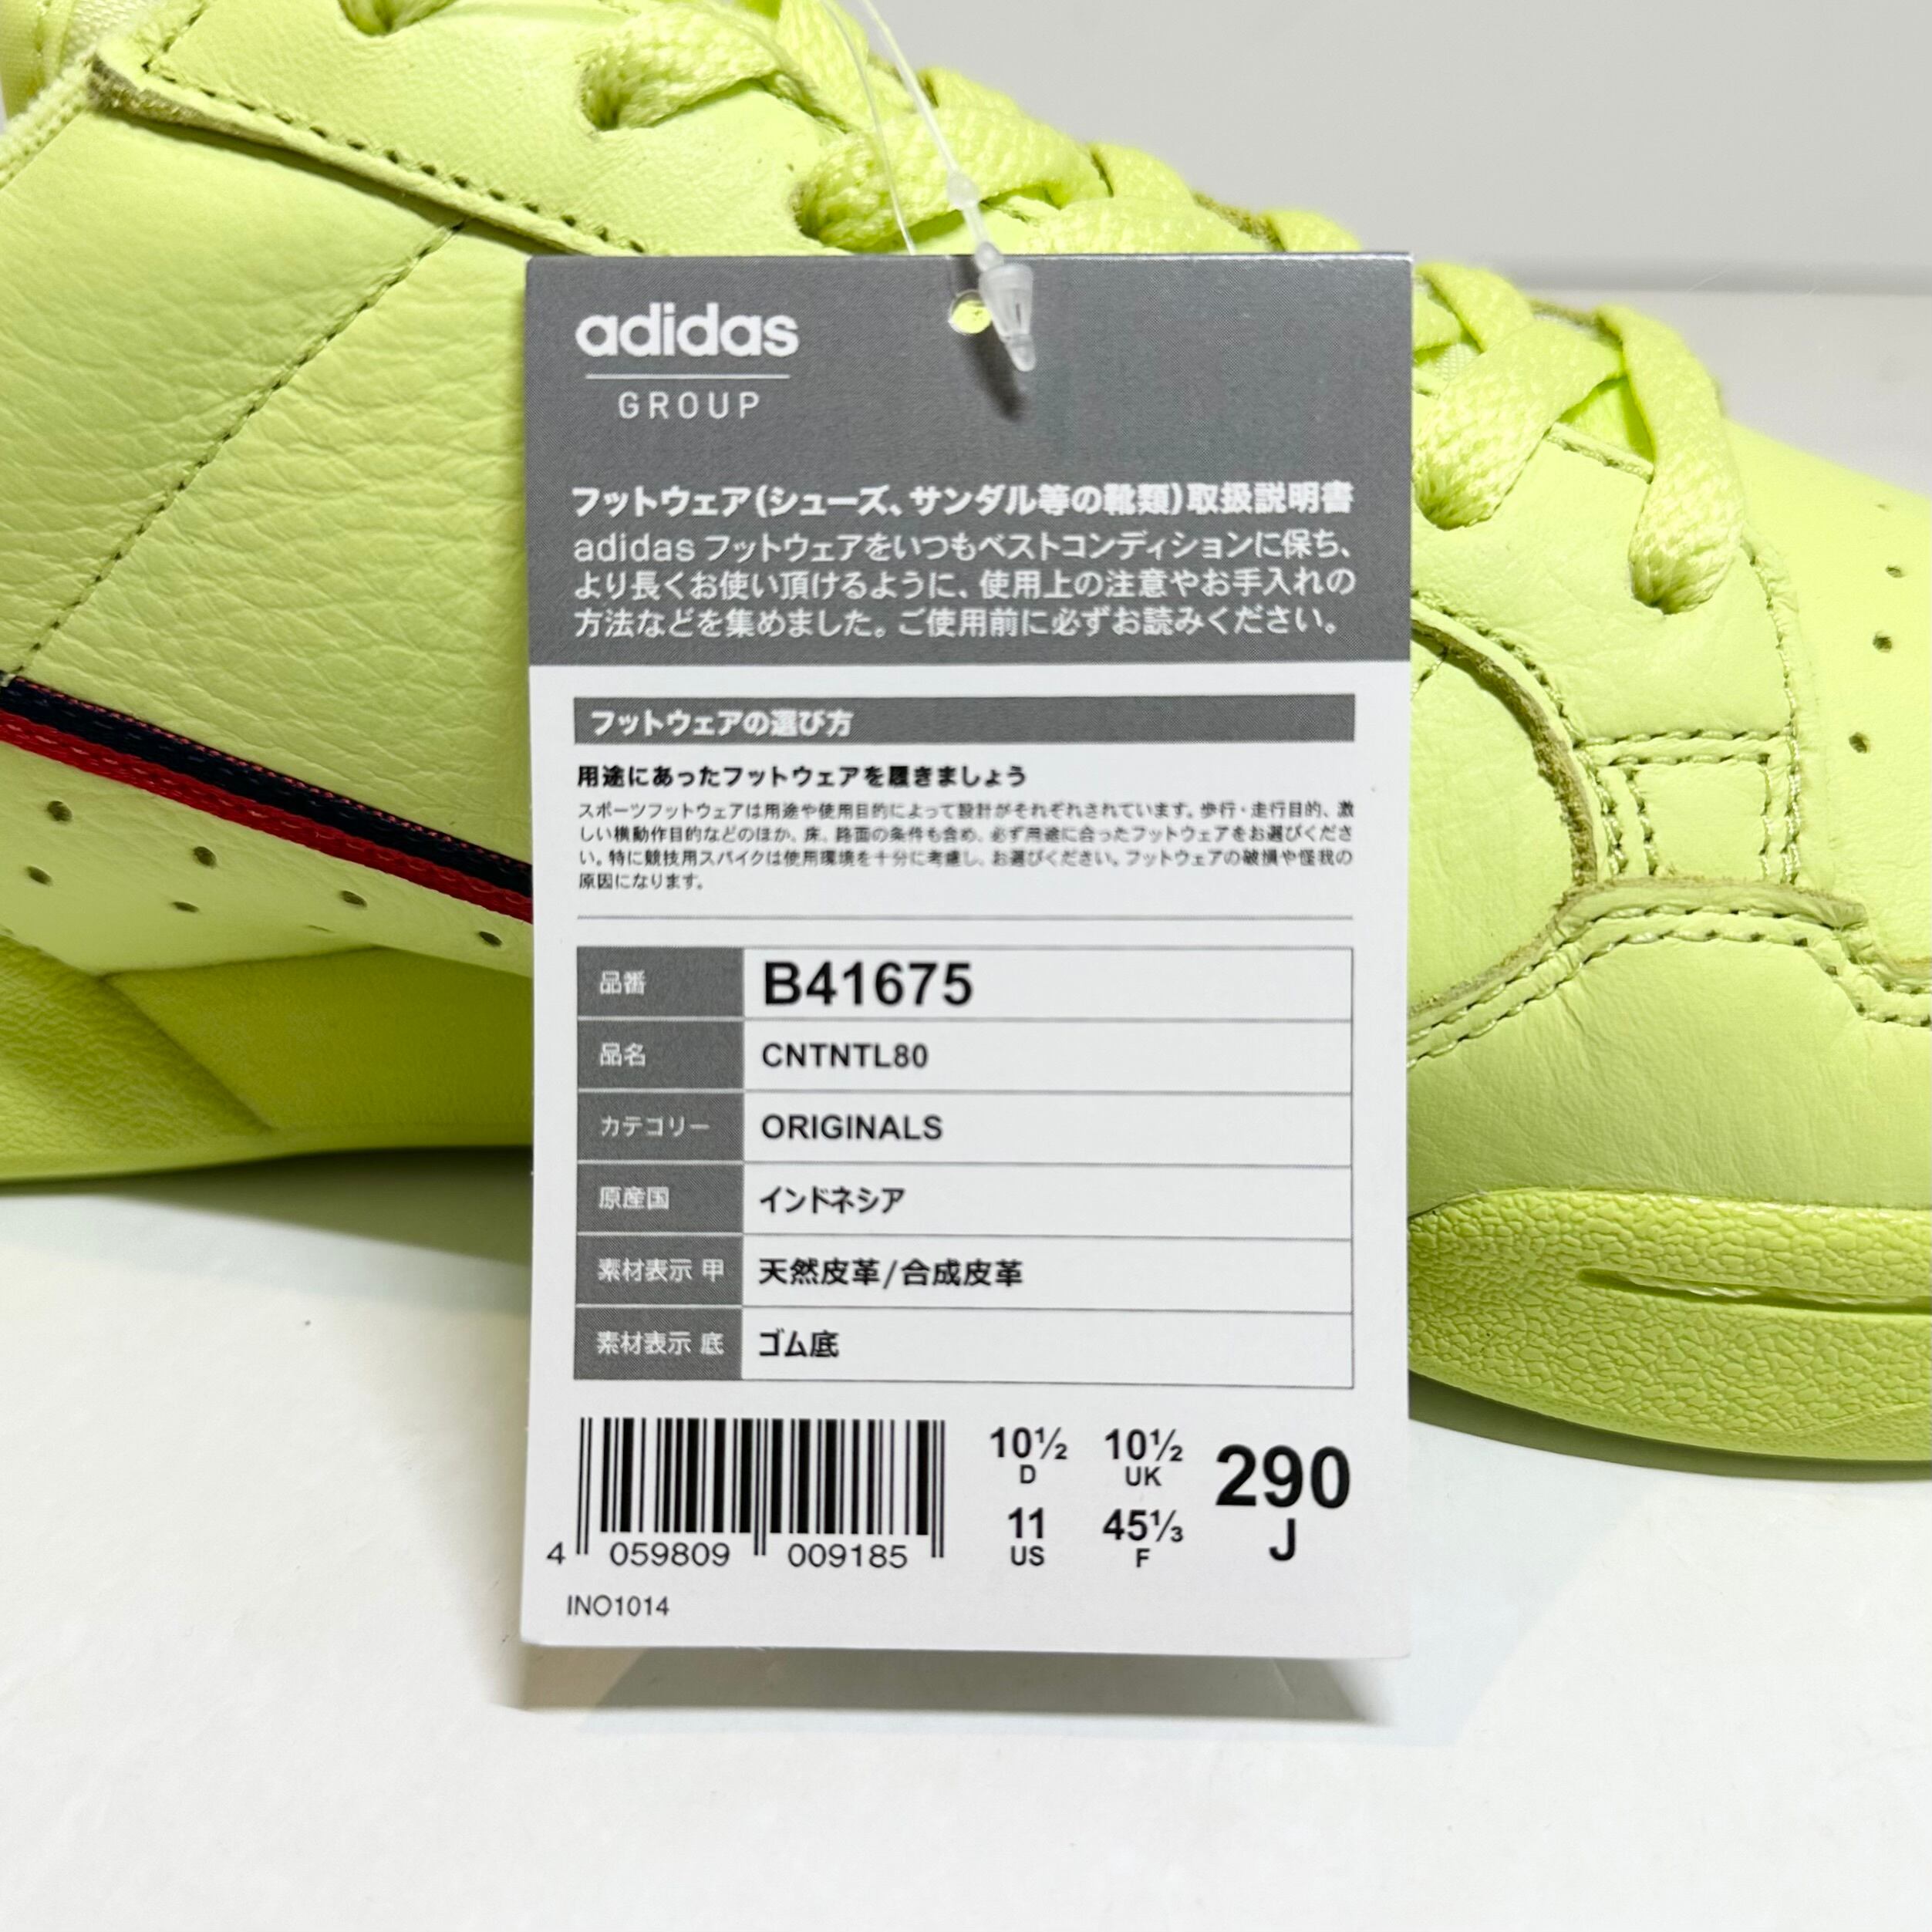 adidas
GROUP
フットウェア(シューズ、サンダル等の靴類)取扱説明書
adidas フットウェアをいつもベストコンディションに保ち、
より長くお使い頂けるように、使用上の注意やお手入れの
方法などを集めました。ご使用前に必ずお読みください。
フットウェアの選び方
用途にあったフットウェアを履きましょう
スポーツフットウェアは用途や使用目的によって設計がそれぞれされています。歩行・走行目的、激
しい横動作目的などのほか、床、路面の条件も含め、必ず用途に合ったフットウェアをお選びくださ
い。特に競技用スパイクは使用環境を十分に考慮し、お選びください。フットウェアの破損や怪我の
原因になります。
品番 B41675
品名 CNTNTL80
カテゴリー ORIGINALS
原産国 インドネシア
素材表示 甲 天然皮革/合成皮革
素材表示 底 ゴム底
10½ D 10½ UK 290 J
11 US 45⅓ F
4 059809 009185
INO1014